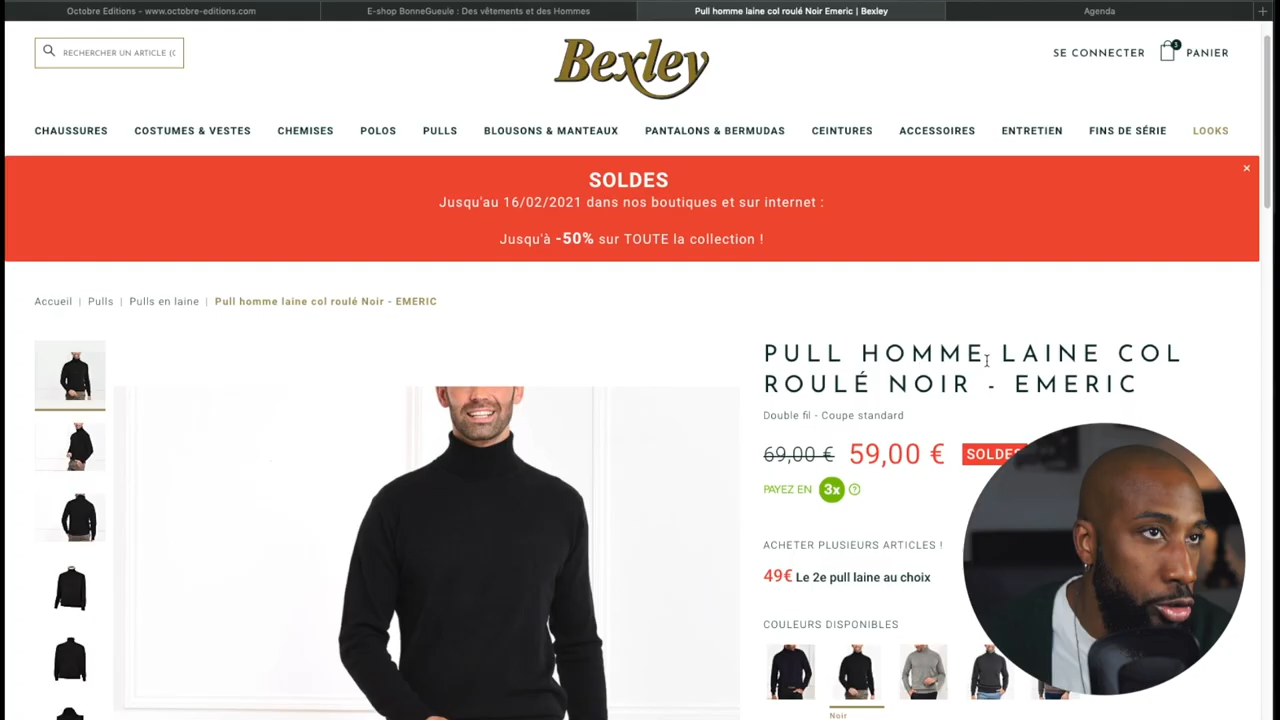 Octobre Editions - www.octobre-editions.com
E-shop BonneGueule : Des vêtements et des Hommes
Pull homme laine col roulé Noir Emeric | Bexley
Agenda
RECHERCHER UN ARTICLE (
Bexley
SE CONNECTER
PANIER
CHAUSSURES
COSTUMES & VESTES
CHEMISES
POLOS
PULLS
BLOUSONS & MANTEAUX
PANTALONS & BERMUDAS
CEINTURES
ACCESSOIRES
ENTRETIEN
FINS DE SÉRIE
LOOKS
SOLDES
Jusqu'au 16/02/2021 dans nos boutiques et sur internet :
Jusqu'à -50% sur TOUTE la collection !
Accueil | Pulls | Pulls en laine | Pull homme laine col roulé Noir - EMERIC
PULL HOMME LAINE COL
ROULÉ NOIR - EMERIC
Double fil - Coupe standard
69,00 € 59,00 € SOLDES
PAYEZ EN 3x ?
ACHETER PLUSIEURS ARTICLES !
49€ Le 2e pull laine au choix
COULEURS DISPONIBLES
Noir